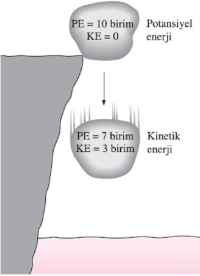 PE = 10 birim
KE = 0
Potansiyel
enerji
PE = 7 birim
KE = 3 birim
Kinetik
enerji